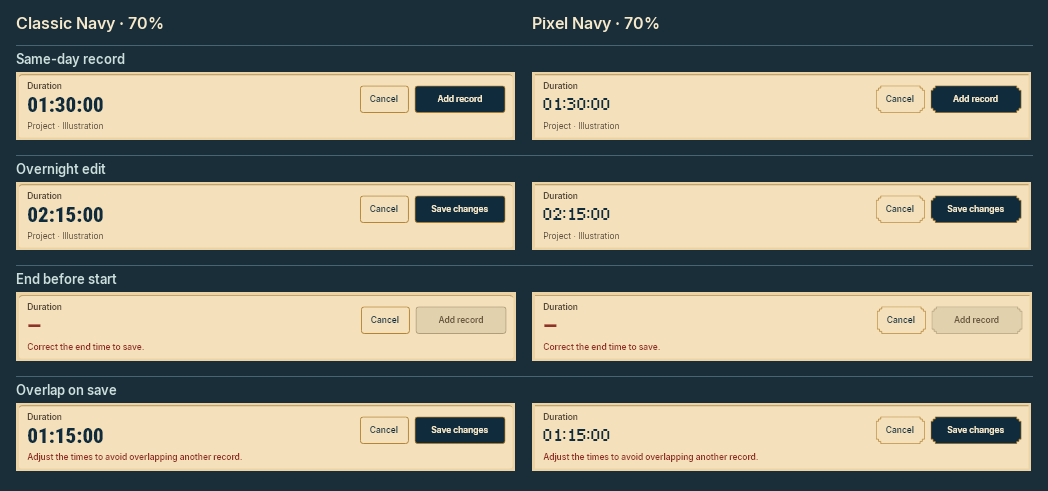 Classic Navy · 70%
Pixel Navy · 70%
Same-day record
Duration
01:30:00
Project · Illustration
Cancel
Add record
Duration
01:30:00
Project · Illustration
Cancel
Add record
Overnight edit
Duration
02:15:00
Project · Illustration
Cancel
Save changes
Duration
02:15:00
Project · Illustration
Cancel
Save changes
End before start
Duration
—
Correct the end time to save.
Cancel
Add record
Duration
—
Correct the end time to save.
Cancel
Add record
Overlap on save
Duration
01:15:00
Adjust the times to avoid overlapping another record.
Cancel
Save changes
Duration
01:15:00
Adjust the times to avoid overlapping another record.
Cancel
Save changes